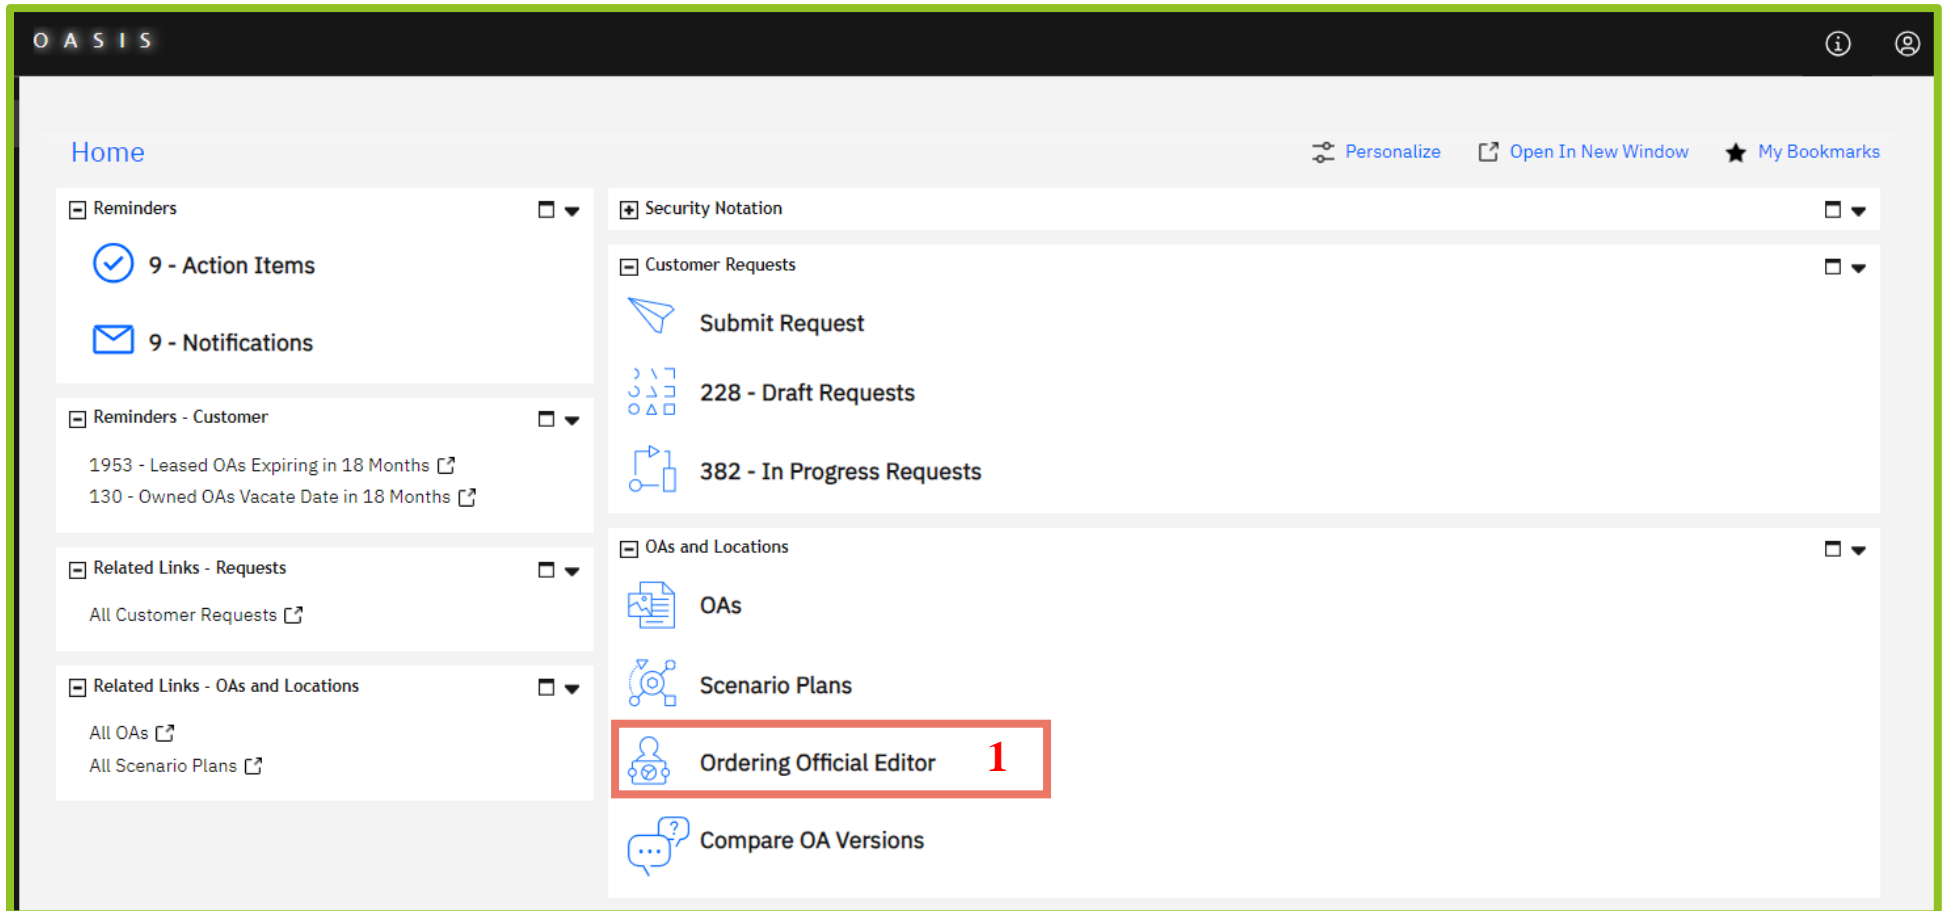 OASIS
Home
Personalize
Open In New Window
My Bookmarks
Reminders
9 - Action Items
9 - Notifications
Reminders - Customer
1953 - Leased OAs Expiring in 18 Months
130 - Owned OAs Vacate Date in 18 Months
Related Links - Requests
All Customer Requests
Related Links - OAs and Locations
All OAs
All Scenario Plans
Security Notation
Customer Requests
Submit Request
228 - Draft Requests
382 - In Progress Requests
OAs and Locations
OAs
Scenario Plans
Ordering Official Editor 1
Compare OA Versions